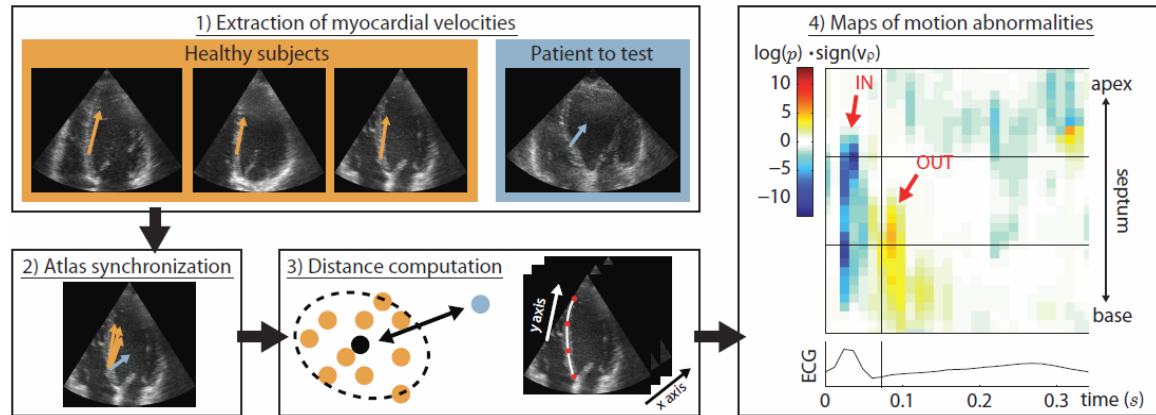 1) Extraction of myocardial velocities
Healthy subjects
Patient to test
2) Atlas synchronization
3) Distance computation
y axis
x axis
4) Maps of motion abnormalities
log(p) · sign(vρ)
10
5
0
−5
−10
IN
OUT
apex
septum
base
ECG
0
0.1
0.2
0.3
time (s)